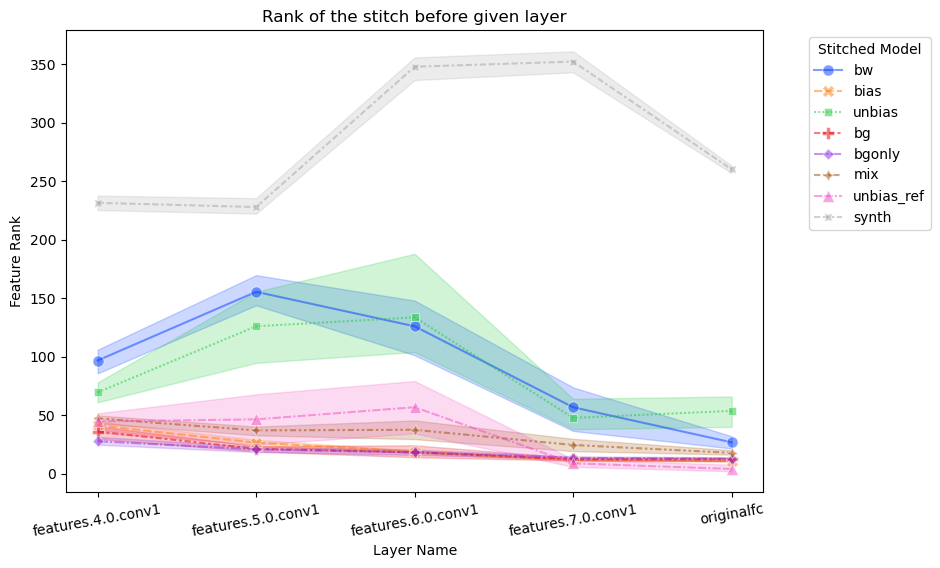 Rank of the stitch before given layer
Feature Rank
350
300
250
200
150
100
50
0
features.4.0.conv1
features.5.0.conv1
features.6.0.conv1
features.7.0.conv1
originalfc
Layer Name
Stitched Model
bw
bias
unbias
bg
bgonly
mix
unbias_ref
synth